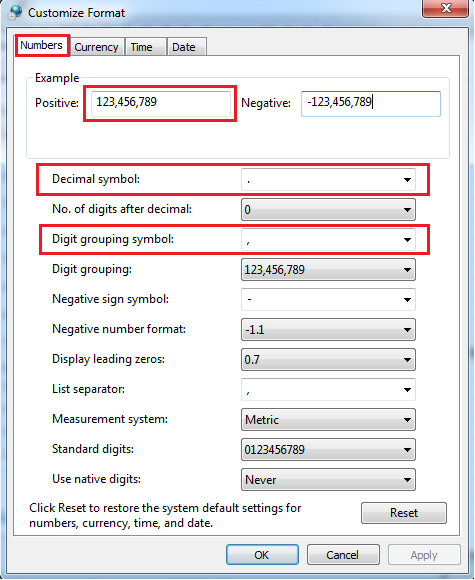 Customize Format
Numbers Currency Time Date
Example
Positive: 123,456,789 Negative: -123,456,789
Decimal symbol: .
No. of digits after decimal: 0
Digit grouping symbol: ,
Digit grouping: 123,456,789
Negative sign symbol: -
Negative number format: -1.1
Display leading zeros: 0.7
List separator: ,
Measurement system: Metric
Standard digits: 0123456789
Use native digits: Never
Click Reset to restore the system default settings for
numbers, currency, time, and date.
Reset
OK Cancel Apply